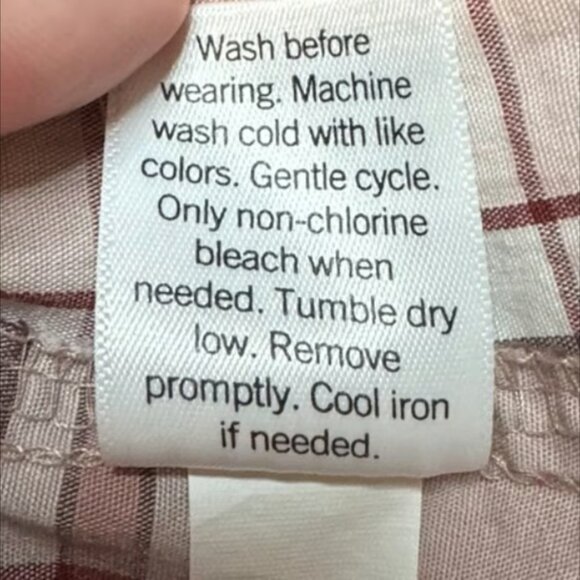 Wash before
wearing. Machine
wash cold with like
colors. Gentle cycle.
Only non-chlorine
bleach when
needed. Tumble dry
low. Remove
promptly. Cool iron
if needed.